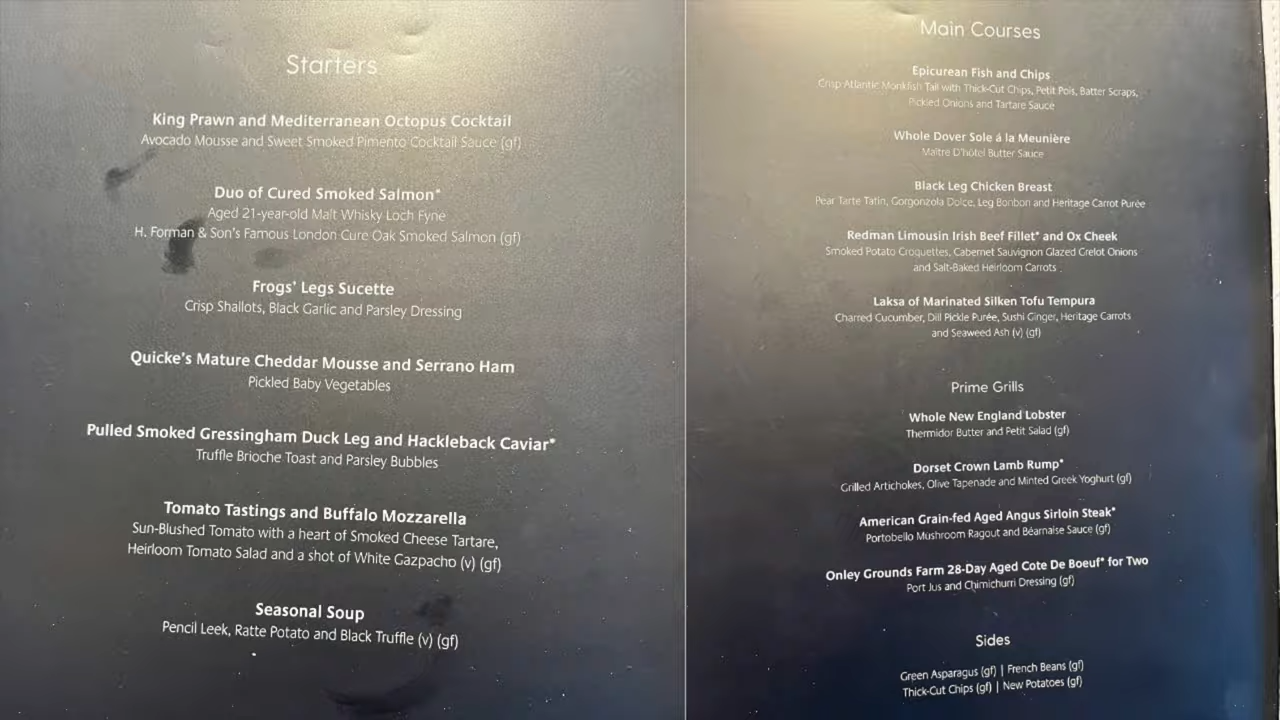 Starters
King Prawn and Mediterranean Octopus Cocktail
Avocado Mousse and Sweet Smoked Pimento Cocktail Sauce (gf)
Duo of Cured Smoked Salmon*
Aged 21-year-old Malt Whisky Loch Fyne
H. Forman & Son's Famous London Cure Oak Smoked Salmon (gf)
Frogs' Legs Sucette
Crisp Shallots, Black Garlic and Parsley Dressing
Quicke's Mature Cheddar Mousse and Serrano Ham
Pickled Baby Vegetables
Pulled Smoked Gressingham Duck Leg and Hackleback Caviar*
Truffle Brioche Toast and Parsley Bubbles
Tomato Tastings and Buffalo Mozzarella
Sun-Blushed Tomato with a heart of Smoked Cheese Tartare,
Heirloom Tomato Salad and a shot of White Gazpacho (v) (gf)
Seasonal Soup
Pencil Leek, Ratte Potato and Black Truffle (v) (gf)
Main Courses
Epicurean Fish and Chips
Crisp Atlantic Monkfish Tail with Thick-Cut Chips, Petit Pois, Batter Scraps,
Pickled Onions and Tartare Sauce
Whole Dover Sole á la Meunière
Maître D'hôtel Butter Sauce
Black Leg Chicken Breast
Pear Tarte Tatin, Gorgonzola Dolce, Leg Bonbon and Heritage Carrot Purée
Redman Limousin Irish Beef Fillet* and Ox Cheek
Smoked Potato Croquettes, Cabernet Sauvignon Glazed Grelot Onions
and Salt-Baked Heirloom Carrots
Laksa of Marinated Silken Tofu Tempura
Charred Cucumber, Dill Pickle Purée, Sushi Ginger, Heritage Carrots
and Seaweed Ash (v) (gf)
Prime Grills
Whole New England Lobster
Thermidor Butter and Petit Salad (gf)
Dorset Crown Lamb Rump*
Grilled Artichokes, Olive Tapenade and Minted Greek Yoghurt (gf)
American Grain-fed Aged Angus Sirloin Steak*
Portobello Mushroom Ragout and Béarnaise Sauce (gf)
Onley Grounds Farm 28-Day Aged Cote De Boeuf* for Two
Port Jus and Chimichurri Dressing (gf)
Sides
Green Asparagus (gf) | French Beans (gf)
Thick-Cut Chips (gf) | New Potatoes (gf)